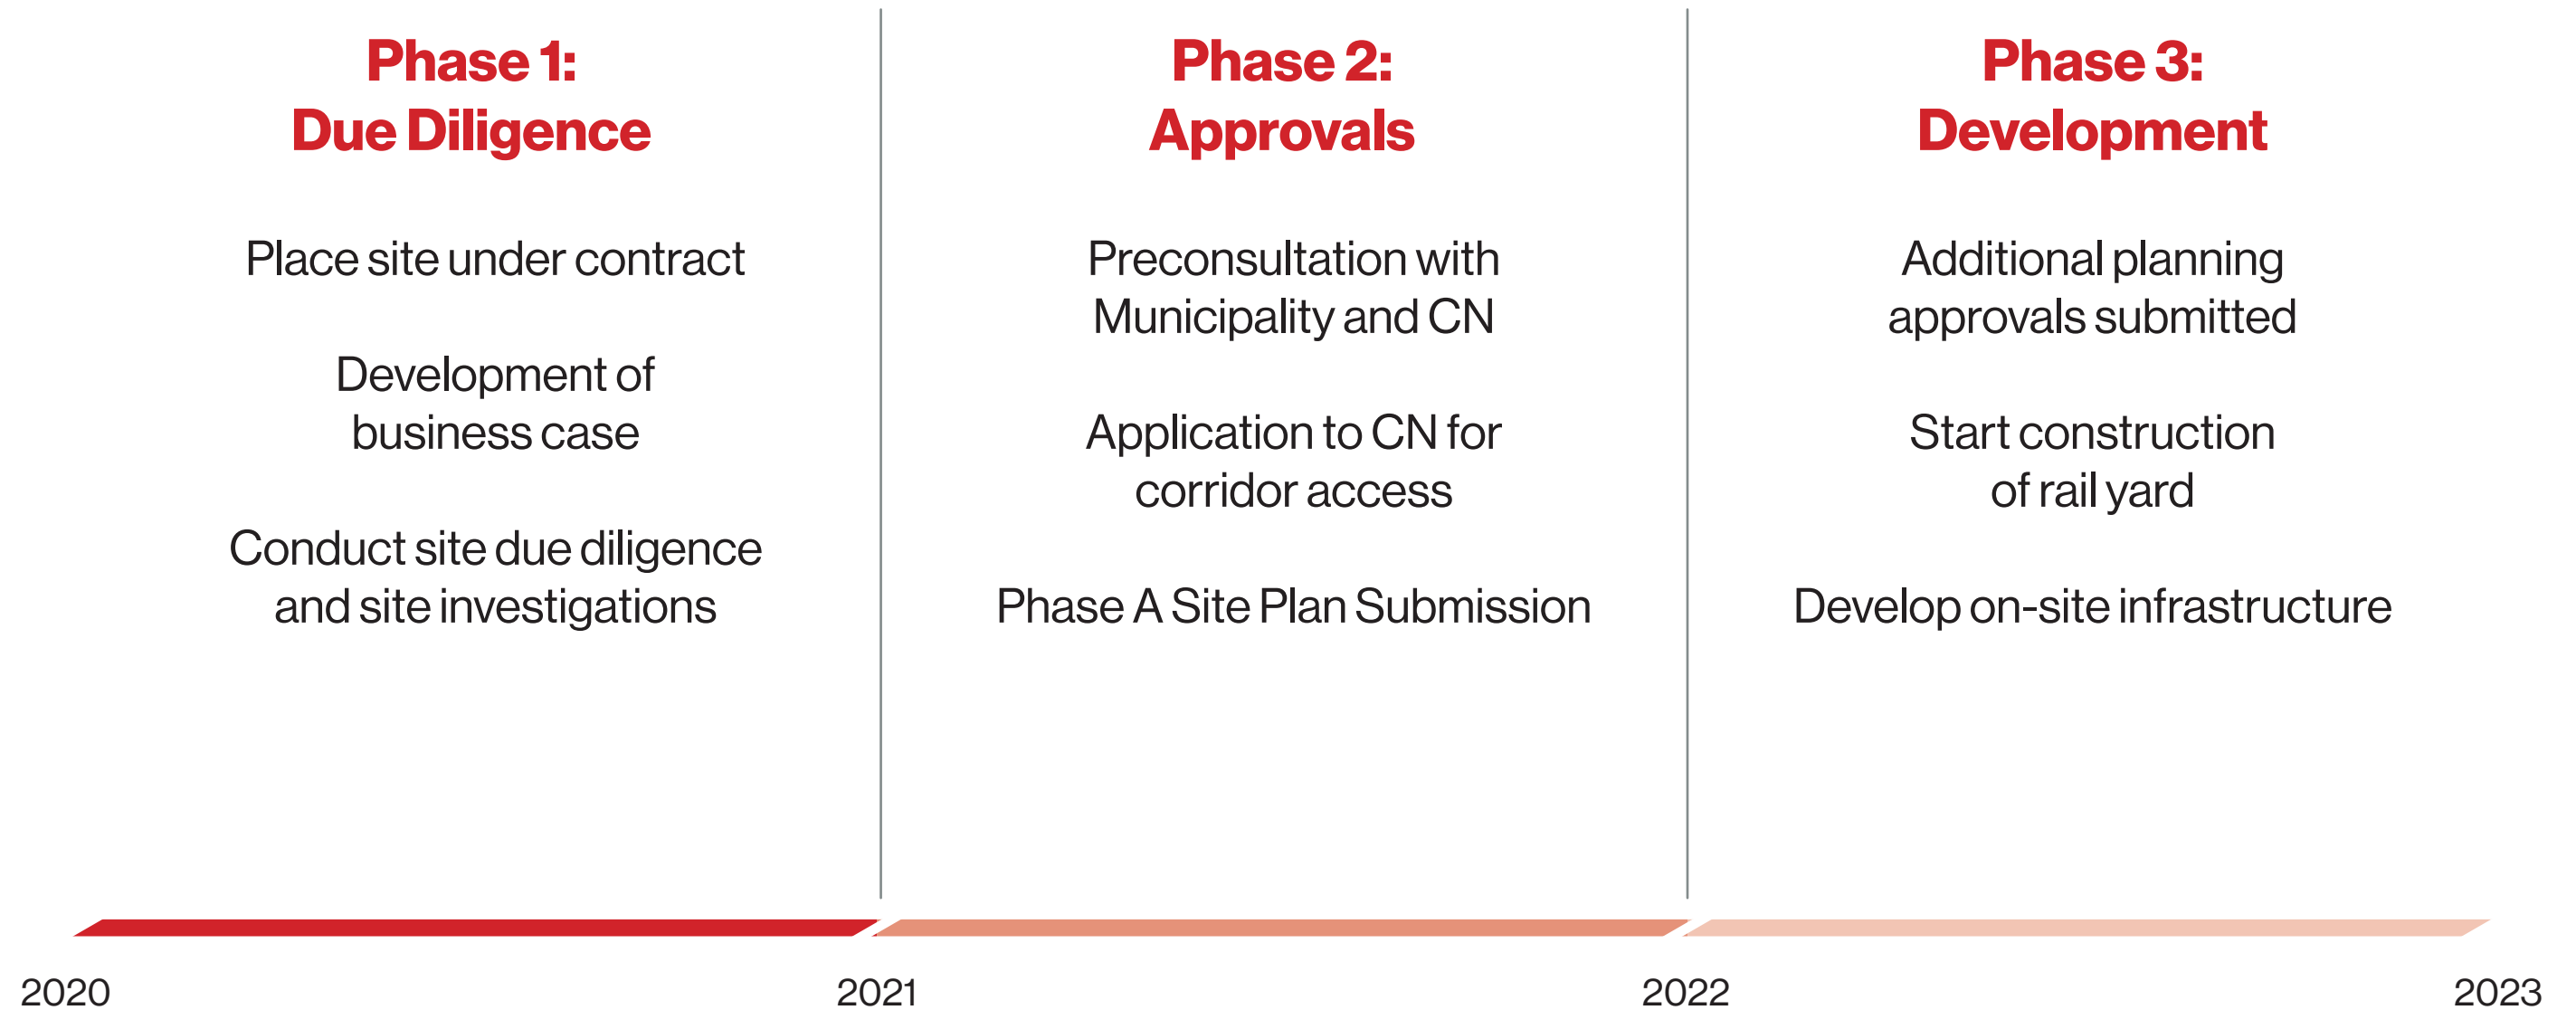 Phase 1:
Due Diligence
Place site under contract
Development of
business case
Conduct site due diligence
and site investigations
Phase 2:
Approvals
Preconsultation with
Municipality and CN
Application to CN for
corridor access
Phase A Site Plan Submission
Phase 3:
Development
Additional planning
approvals submitted
Start construction
of rail yard
Develop on-site infrastructure
2020
2021
2022
2023